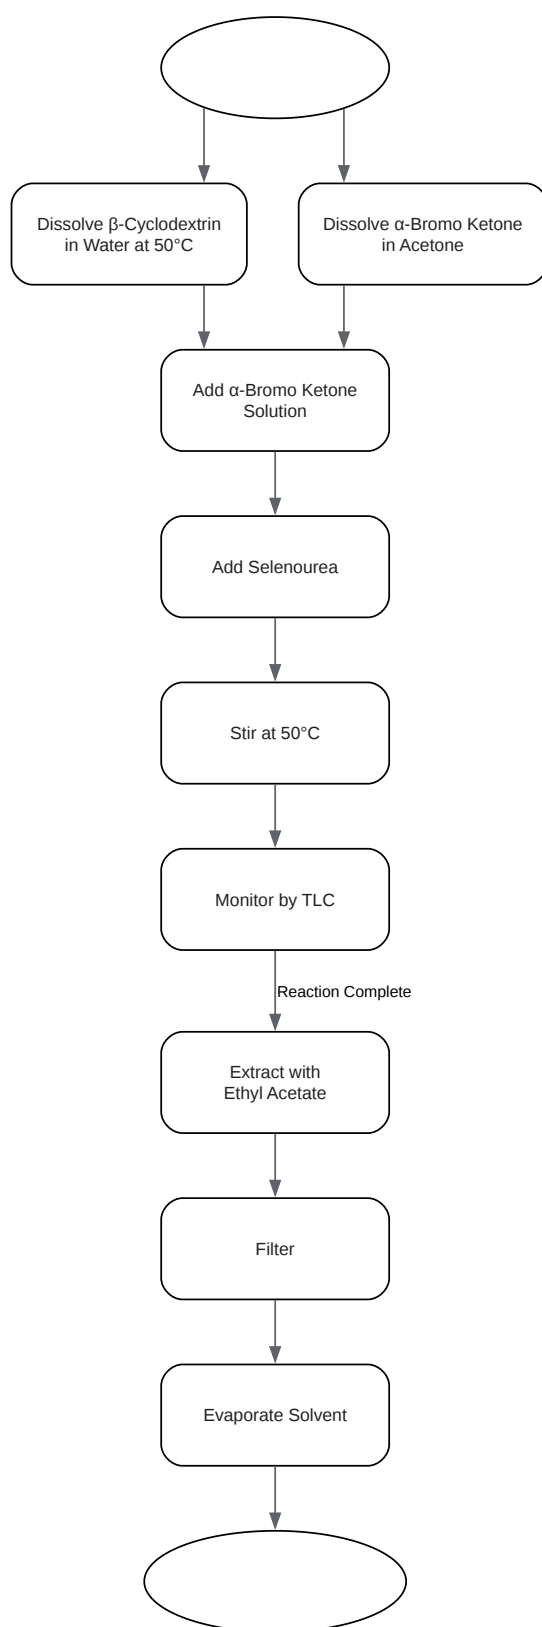 Dissolve β-Cyclodextrin
in Water at 50°C
Dissolve α-Bromo Ketone
in Acetone
Add α-Bromo Ketone
Solution
Add Selenourea
Stir at 50°C
Monitor by TLC
Reaction Complete
Extract with
Ethyl Acetate
Filter
Evaporate Solvent